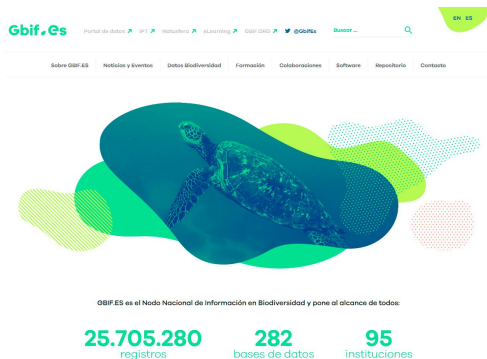 EN ES
Gbif.es
Portal de datos IPT Natusfera eLearning GBIF.ORG @GbifEs Buscar ...
Sobre GBIF.ES Noticias y Eventos Datos Biodiversidad Formación Colaboraciones Software Repositorio Contacto
GBIF.ES es el Nodo Nacional de Información en Biodiversidad y pone al alcance de todos:
25.705.280 282 95
registros bases de datos instituciones